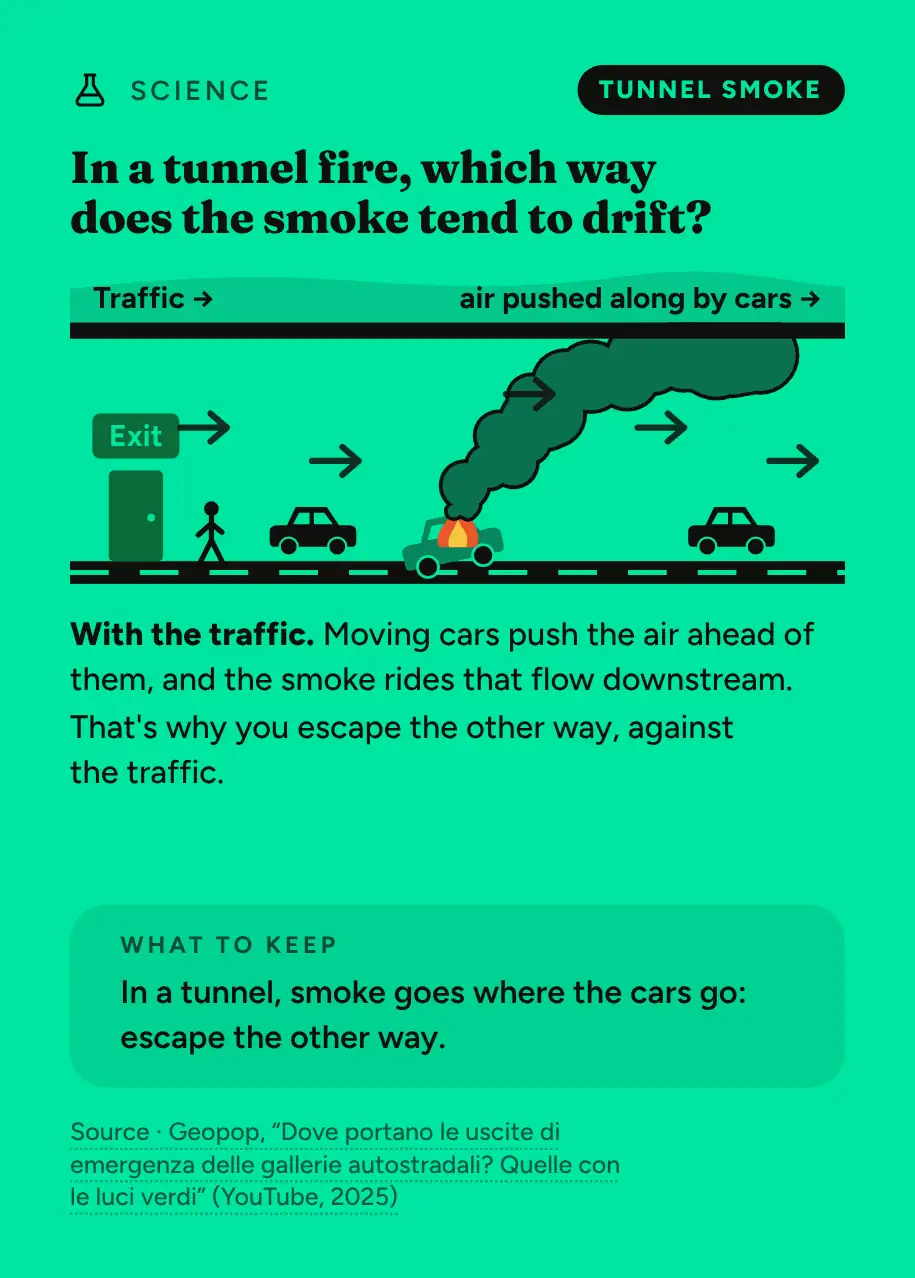 SCIENCE
TUNNEL SMOKE
In a tunnel fire, which way
does the smoke tend to drift?
Traffic →
air pushed along by cars →
Exit
With the traffic. Moving cars push the air ahead of
them, and the smoke rides that flow downstream.
That's why you escape the other way, against
the traffic.
WHAT TO KEEP
In a tunnel, smoke goes where the cars go:
escape the other way.
Source · Geopop, “Dove portano le uscite di
emergenza delle gallerie autostradali? Quelle con
le luci verdi” (YouTube, 2025)